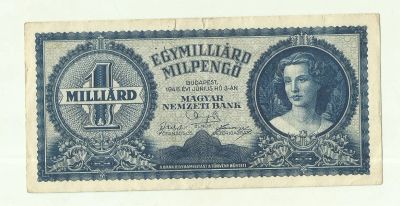 EGYMILLIÁRD
MILPENGŐ
BUDAPEST,
1946. ÉVI JÚNIUS HÓ 3-ÁN
MAGYAR
NEMZETI BANK
1
MILLIÁRD